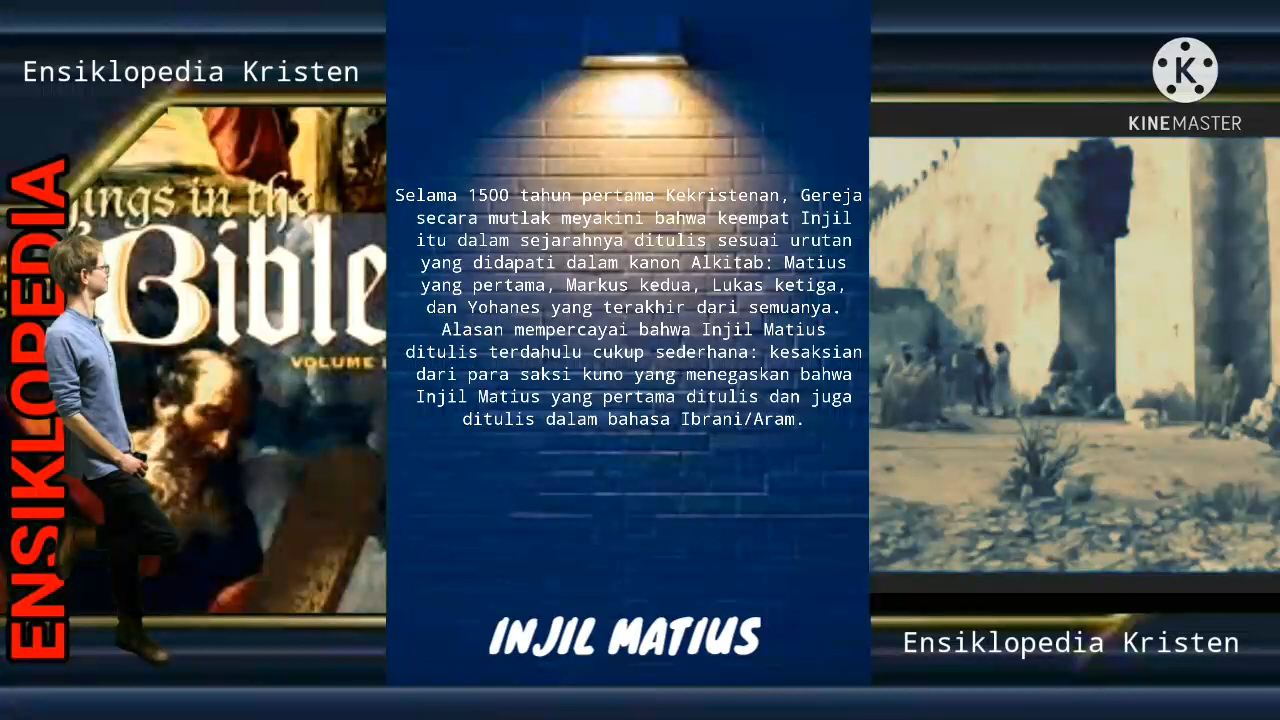 Ensiklopedia Kristen
KINEMASTER
ENSIKLOPEDIA
ings in the
Bible
VOLUME
Selama 1500 tahun pertama Kekristenan, Gereja
secara mutlak meyakini bahwa keempat Injil
itu dalam sejarahnya ditulis sesuai urutan
yang didapati dalam kanon Alkitab: Matius
yang pertama, Markus kedua, Lukas ketiga,
dan Yohanes yang terakhir dari semuanya.
Alasan mempercayai bahwa Injil Matius
ditulis terdahulu cukup sederhana: kesaksian
dari para saksi kuno yang menegaskan bahwa
Injil Matius yang pertama ditulis dan juga
ditulis dalam bahasa Ibrani/Aram.
INJIL MATIUS
Ensiklopedia Kristen